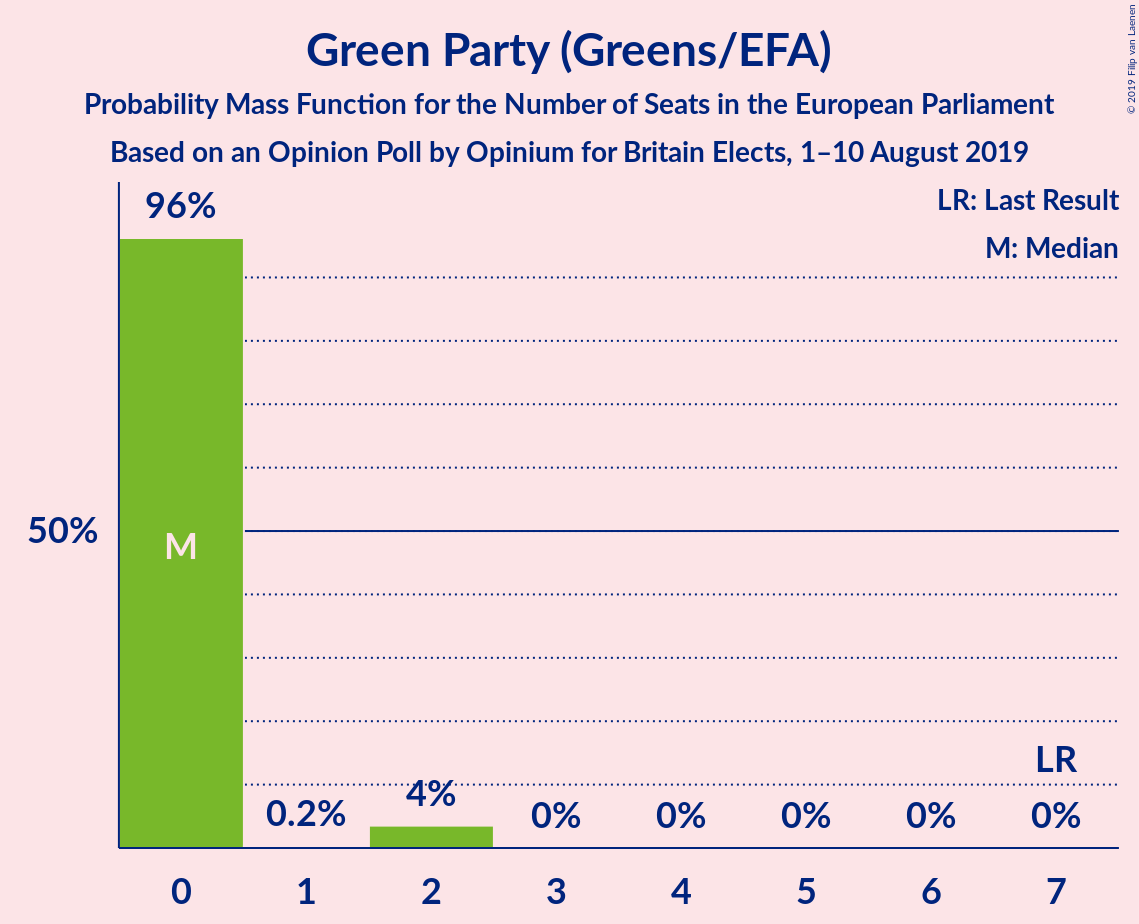 Green Party (Greens/EFA)
Probability Mass Function for the Number of Seats in the European Parliament
Based on an Opinion Poll by Opinium for Britain Elects, 1–10 August 2019
© 2019 Filip van Laenen
LR: Last Result
M: Median
96%
50%
M
LR
0.2%
4%
0%
0%
0%
0%
0%
0 1 2 3 4 5 6 7